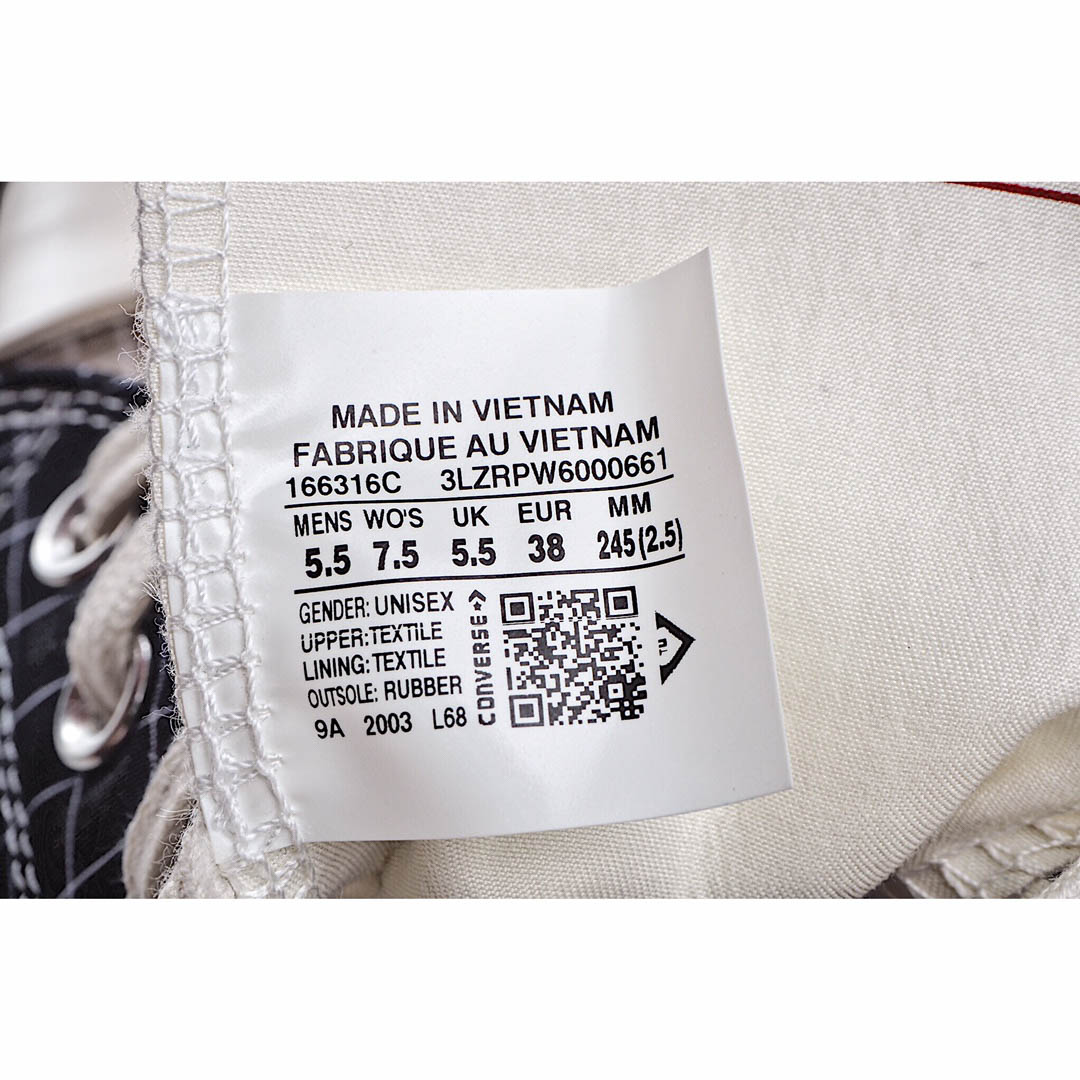 MADE IN VIETNAM
FABRIQUE AU VIETNAM
166316C 3LZRPW6000661
MENS WO'S UK EUR MM
5.5 7.5 5.5 38 245(2.5)
GENDER: UNISEX
UPPER:TEXTILE
LINING:TEXTILE
OUTSOLE: RUBBER
9A 2003 L68
CONVERSE